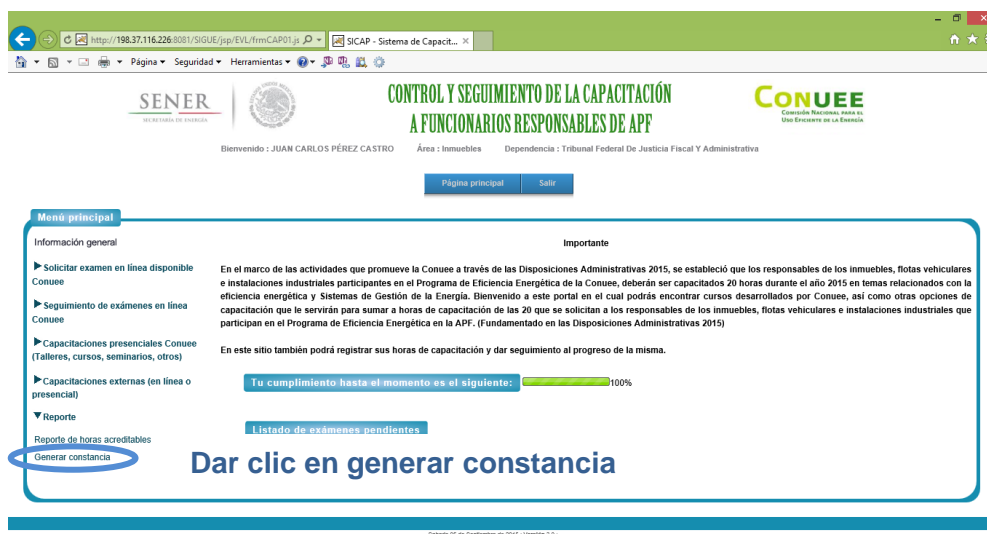 http://198.37.116.226:8081/SIGUE/jsp/EVL/frmCAP01.js
SICAP - Sistema de Capacit...
Página Seguridad Herramientas
SENER
SECRETARÍA DE ENERGÍA
CONTROL Y SEGUIMIENTO DE LA CAPACITACIÓN
A FUNCIONARIOS RESPONSABLES DE APF
CONUEE
COMISIÓN NACIONAL PARA EL
USO EFICIENTE DE LA ENERGÍA
Bienvenido : JUAN CARLOS PÉREZ CASTRO Área : Inmuebles Dependencia : Tribunal Federal De Justicia Fiscal Y Administrativa
Página principal Salir
Menú principal
Información general
Solicitar examen en línea disponible
Conuee
Seguimiento de exámenes en línea
Conuee
Capacitaciones presenciales Conuee
(Talleres, cursos, seminarios, otros)
Capacitaciones externas (en línea o
presencial)
Reporte
Reporte de horas acreditables
Generar constancia
Importante
En el marco de las actividades que promueve la Conuee a través de las Disposiciones Administrativas 2015, se estableció que los responsables de los inmuebles, flotas vehiculares
e instalaciones industriales participantes en el Programa de Eficiencia Energética de la Conuee, deberán ser capacitados 20 horas durante el año 2015 en temas relacionados con la
eficiencia energética y Sistemas de Gestión de la Energía. Bienvenido a este portal en el cual podrás encontrar cursos desarrollados por Conuee, así como otras opciones de
capacitación que le servirán para sumar a horas de capacitación de las 20 que se solicitan a los responsables de los inmuebles, flotas vehiculares e instalaciones industriales que
participan en el Programa de Eficiencia Energética en la APF. (Fundamentado en las Disposiciones Administrativas 2015)
En este sitio también podrá registrar sus horas de capacitación y dar seguimiento al progreso de la misma.
Tu cumplimiento hasta el momento es el siguiente: 100%
Listado de exámenes pendientes
Dar clic en generar constancia